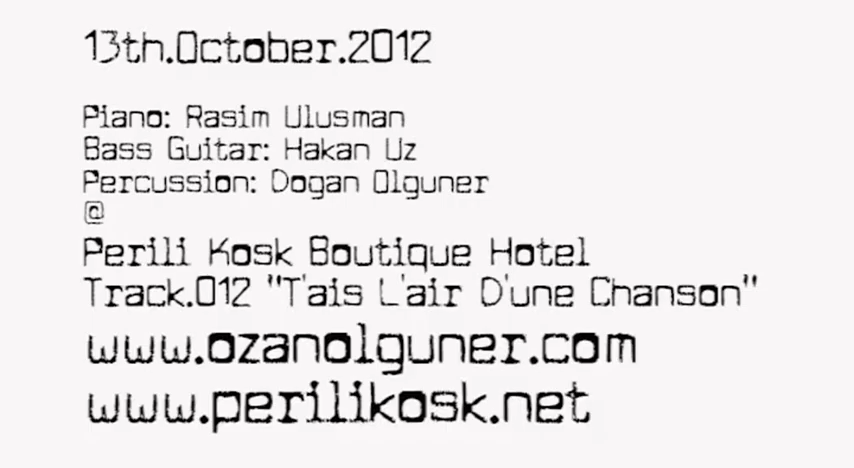 13th.October.2012
Piano: Rasim Ulusman
Bass Guitar: Hakan Uz
Percussion: Dogan Olguner
@
Perili Kosk Boutique Hotel
Track.012 "T'ais L'air D'une Chanson"
www.ozanolguner.com
www.perilikosk.net